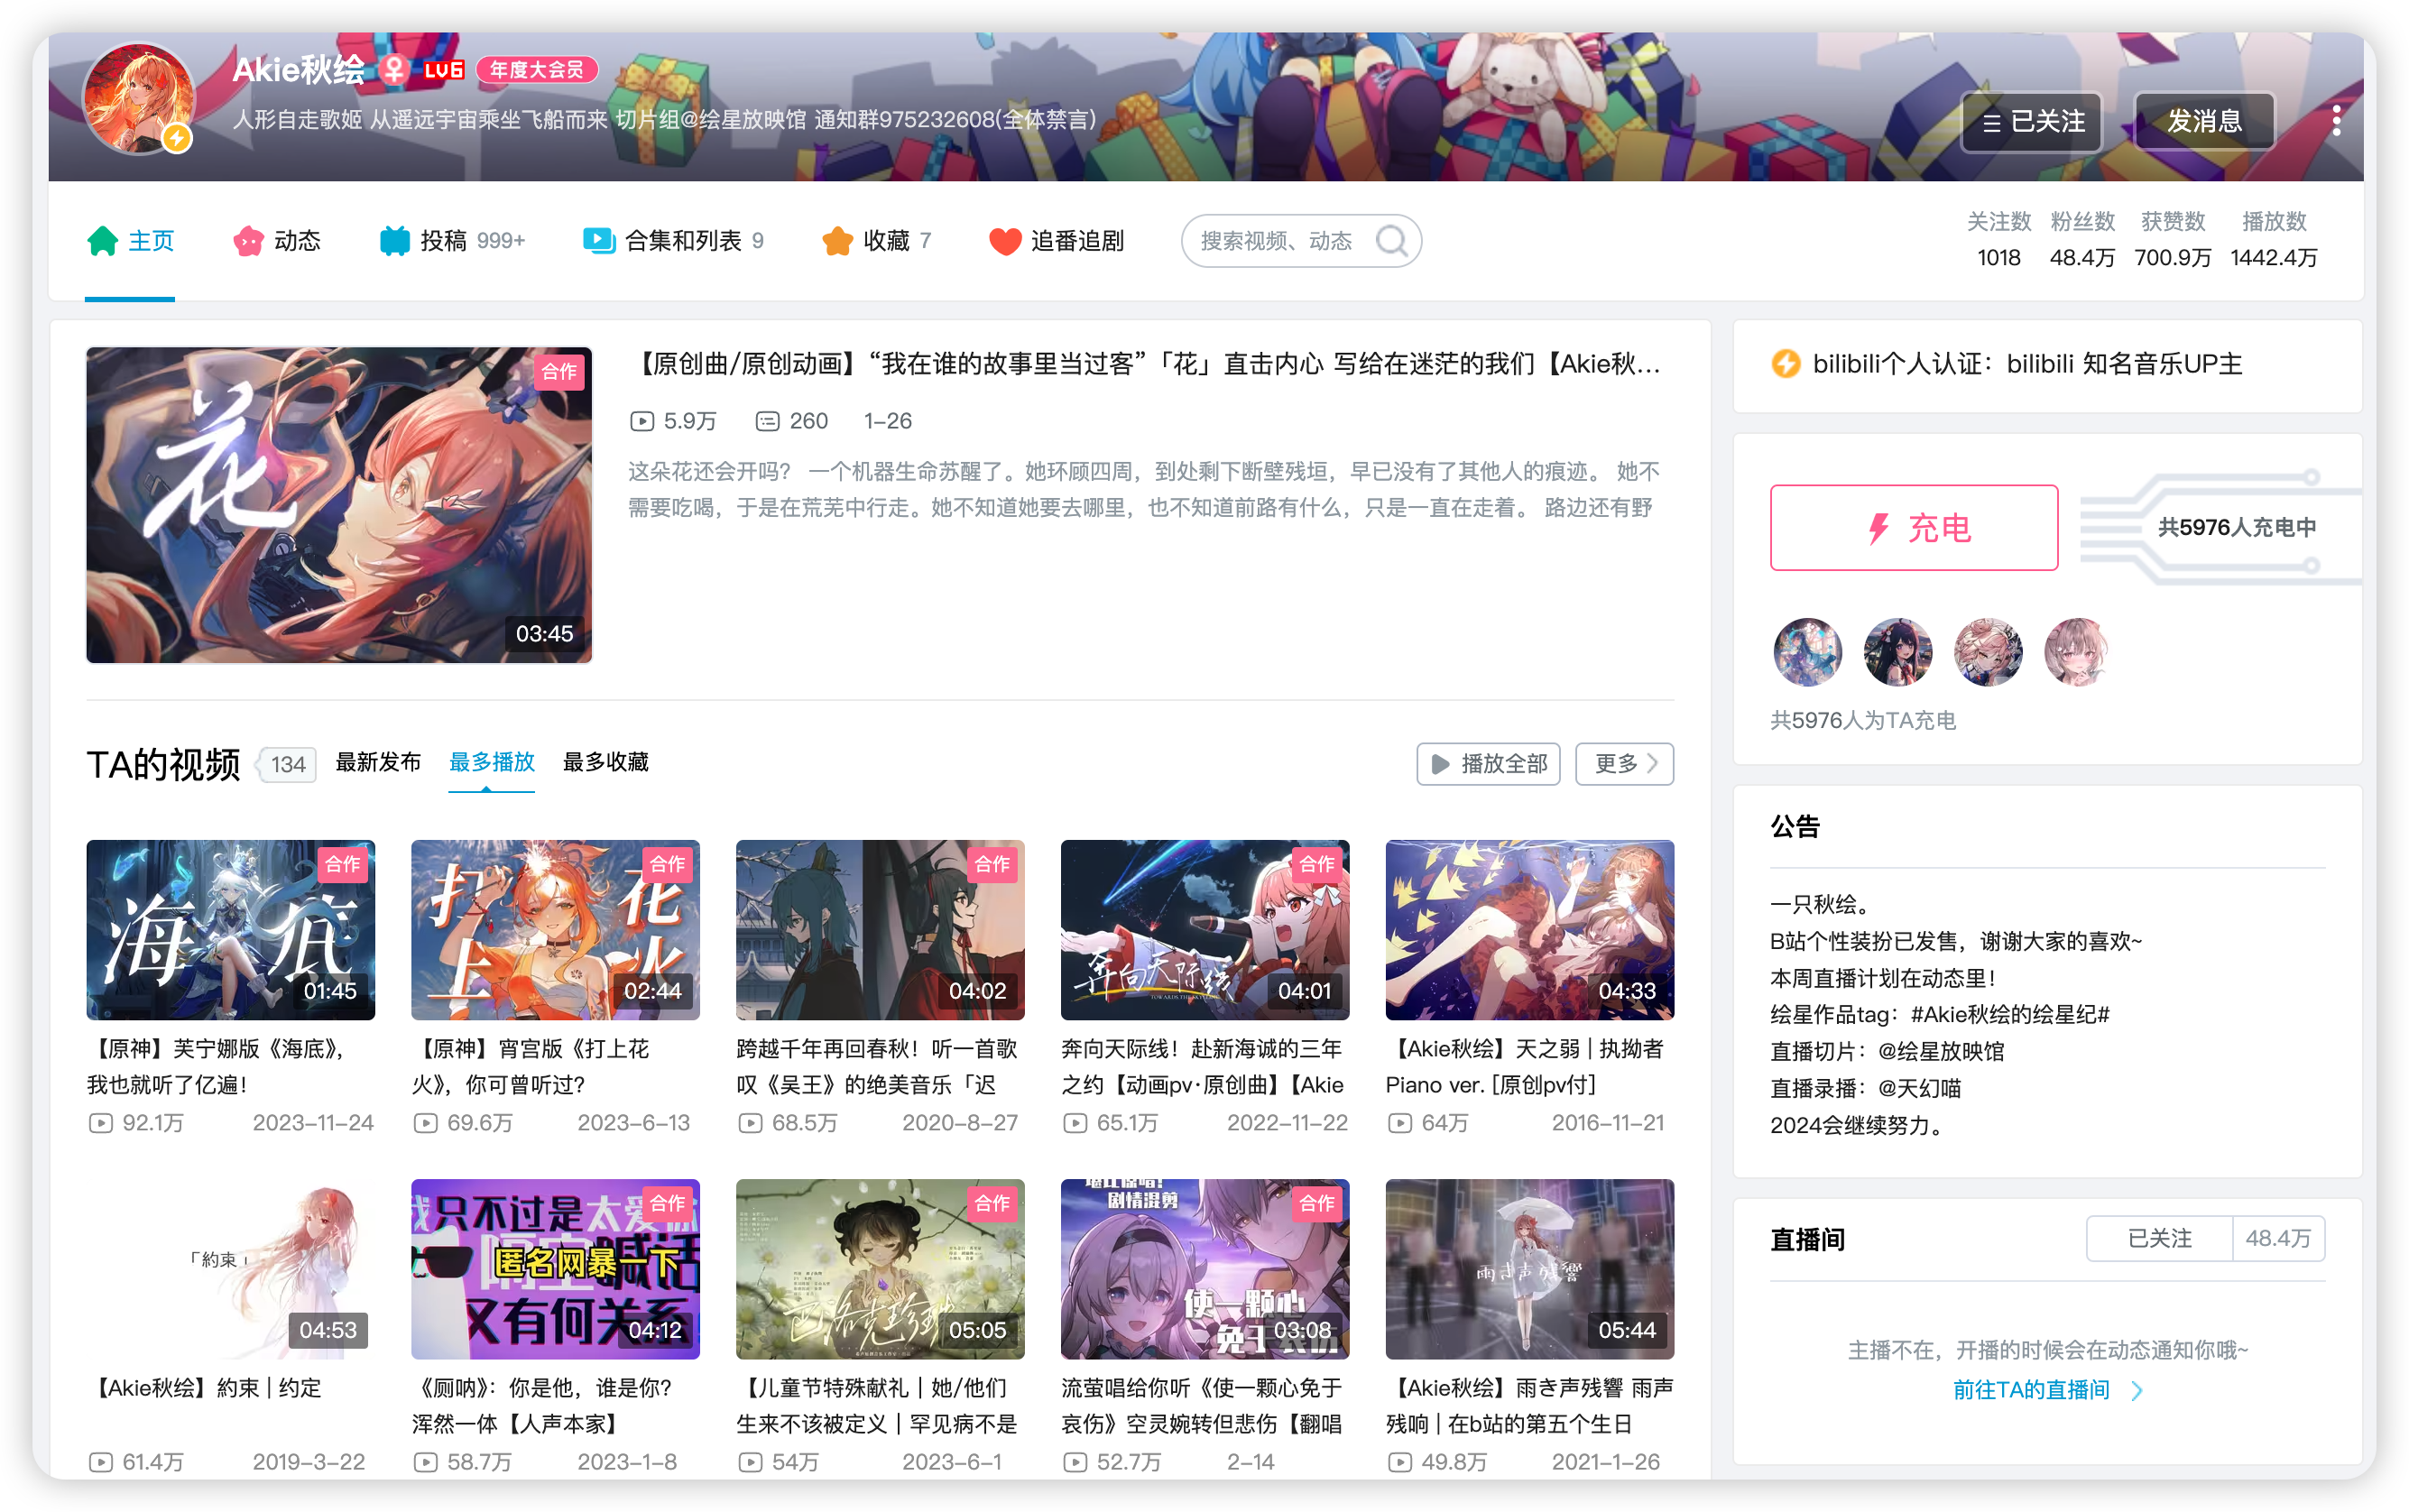 Akie秋绘 LV6 年度大会员
人形自走歌姬 从遥远宇宙乘坐飞船而来 切片组@绘星放映馆 通知群975232608(全体禁言)
已关注
发消息
主页
动态
投稿 999+
合集和列表 9
收藏 7
追番追剧
搜索视频、动态
关注数 粉丝数 获赞数 播放数
1018 48.4万 700.9万 1442.4万
花
合作
03:45
【原创曲/原创动画】“我在谁的故事里当过客”「花」直击内心 写给在迷茫的我们【Akie秋...
5.9万 260 1-26
这朵花还会开吗? 一个机器生命苏醒了。她环顾四周，到处剩下断壁残垣，早已没有了其他人的痕迹。 她不
需要吃喝，于是在荒芜中行走。她不知道她要去哪里，也不知道前路有什么，只是一直在走着。 路边还有野
TA的视频 134 最新发布 最多播放 最多收藏
播放全部
更多
海底
合作
01:45
【原神】芙宁娜版《海底》，
我也就听了亿遍！
92.1万 2023-11-24
打上花火
合作
02:44
【原神】宵宫版《打上花
火》，你可曾听过？
69.6万 2023-6-13
合作
04:02
跨越千年再回春秋！听一首歌
叹《吴王》的绝美音乐「迟
68.5万 2020-8-27
合作
奔向天际线
TOWARDS THE SKYLINE
04:01
奔向天际线！赴新海诚的三年
之约【动画pv·原创曲】【Akie
65.1万 2022-11-22
04:33
【Akie秋绘】天之弱 | 执拗者
Piano ver. [原创pv付]
64万 2016-11-21
「約束」
04:53
【Akie秋绘】約束 | 约定
61.4万 2019-3-22
合作
我只不过是太爱你
隔空喊话
匿名网暴一下
又有何关系
04:12
《厕呐》：你是他，谁是你？
浑然一体【人声本家】
58.7万 2023-1-8
合作
05:05
【儿童节特殊献礼｜她/他们
生来不该被定义｜罕见病不是
54万 2023-6-1
剧情混剪
合作
使一颗心
免于哀伤
03:08
流萤唱给你听《使一颗心免于
哀伤》空灵婉转但悲伤【翻唱
52.7万 2-14
雨き声残響
05:44
【Akie秋绘】雨き声残響 雨声
残响 | 在b站的第五个生日
49.8万 2021-1-26
bilibili个人认证：bilibili 知名音乐UP主
充电
共5976人充电中
共5976人为TA充电
公告
一只秋绘。
B站个性装扮已发售，谢谢大家的喜欢~
本周直播计划在动态里！
绘星作品tag：#Akie秋绘的绘星纪#
直播切片：@绘星放映馆
直播录播：@天幻喵
2024会继续努力。
直播间
已关注 48.4万
主播不在，开播的时候会在动态通知你哦~
前往TA的直播间